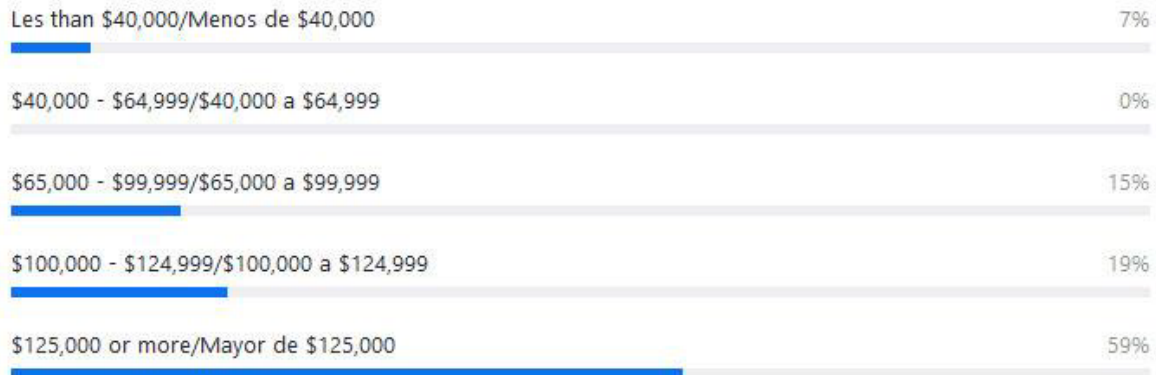 Les than $40,000/Menos de $40,000 7%
$40,000 - $64,999/$40,000 a $64,999 0%
$65,000 - $99,999/$65,000 a $99,999 15%
$100,000 - $124,999/$100,000 a $124,999 19%
$125,000 or more/Mayor de $125,000 59%